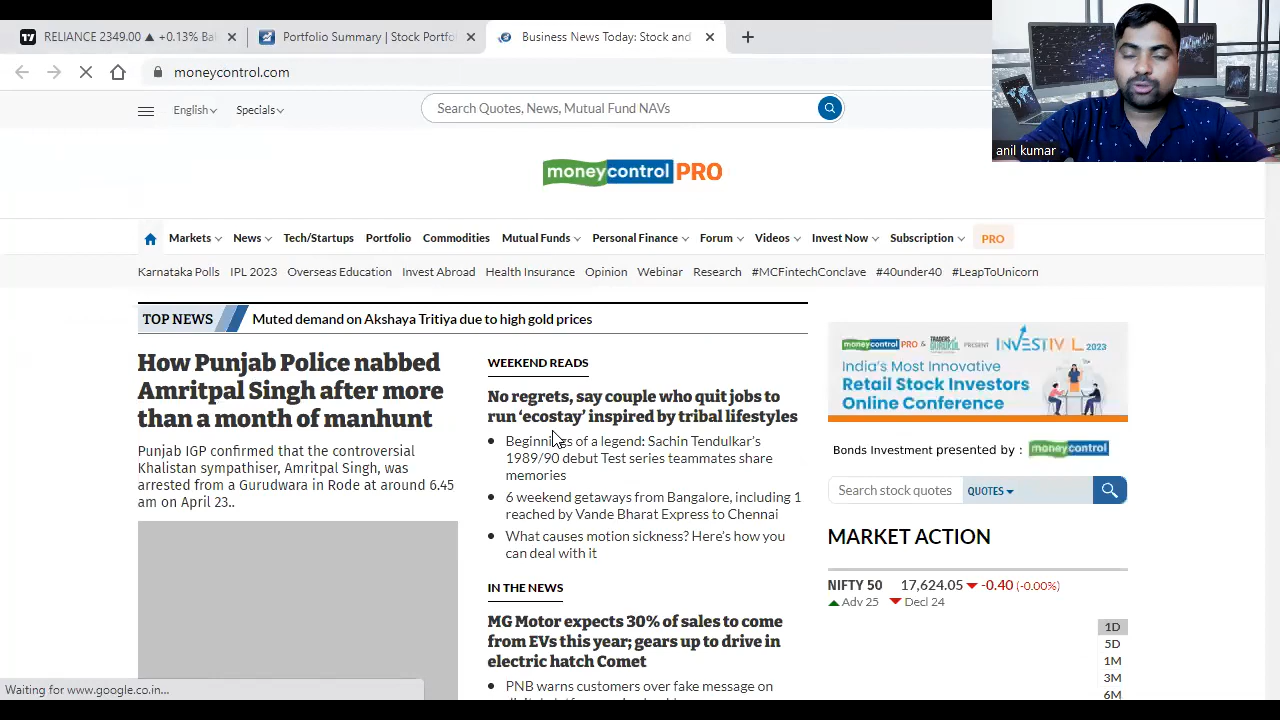 RELIANCE 2349.00 ▲ +0.13%
Portfolio Summary | Stock Portfo
Business News Today: Stock and
moneycontrol.com
English
Specials
Search Quotes, News, Mutual Fund NAVs
anil kumar
moneycontrol PRO
Markets News Tech/Startups Portfolio Commodities Mutual Funds Personal Finance Forum Videos Invest Now Subscription PRO
Karnataka Polls IPL 2023 Overseas Education Invest Abroad Health Insurance Opinion Webinar Research #MCFintechConclave #40under40 #LeapToUnicorn
TOP NEWS Muted demand on Akshaya Tritiya due to high gold prices
How Punjab Police nabbed
Amritpal Singh after more
than a month of manhunt
Punjab IGP confirmed that the controversial
Khalistan sympathiser, Amritpal Singh, was
arrested from a Gurudwara in Rode at around 6.45
am on April 23..
WEEKEND READS
No regrets, say couple who quit jobs to
run ‘ecostay’ inspired by tribal lifestyles
Beginnings of a legend: Sachin Tendulkar’s
1989/90 debut Test series teammates share
memories
6 weekend getaways from Bangalore, including 1
reached by Vande Bharat Express to Chennai
What causes motion sickness? Here’s how you
can deal with it
IN THE NEWS
MG Motor expects 30% of sales to come
from EVs this year; gears up to drive in
electric hatch Comet
PNB warns customers over fake message on
moneycontrol PRO & TRADERS GURUKUL PRESENT INVESTIVAL 2023
India’s Most Innovative
Retail Stock Investors
Online Conference
Bonds Investment presented by : moneycontrol
Search stock quotes QUOTES
MARKET ACTION
NIFTY 50 17,624.05 ▼ -0.40 (-0.00%)
▲ Adv 25 ▼ Decl 24
1D
5D
1M
3M
6M
Waiting for www.google.co.in...